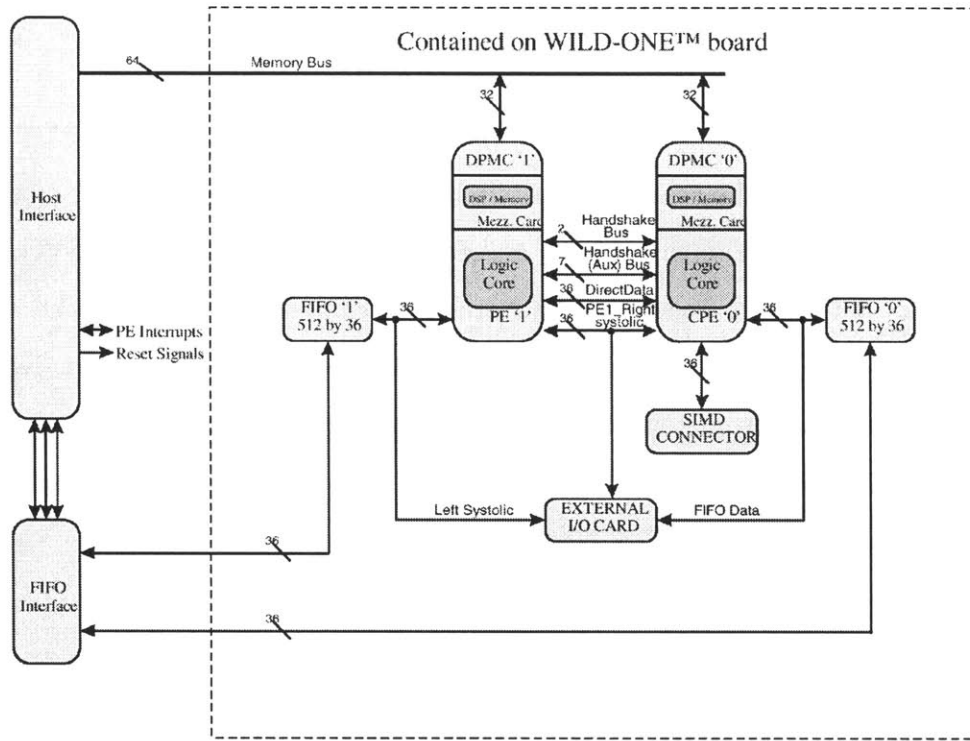 Contained on WILD-ONE™ board
64
Memory Bus
32
32
DPMC '1'
DPMC '0'
DSP / Memory
DSP / Memory
Mezz. Card
Mezz. Card
Host
Interface
2
Handshake
Bus
7
Handshake
(Aux) Bus
Logic
Core
Logic
Core
36
DirectData
PE '1'
CPE '0'
36
PE1_Right
systolic
FIFO '1'
512 by 36
36
36
FIFO '0'
512 by 36
PE Interrupts
Reset Signals
36
SIMD
CONNECTOR
Left Systolic
EXTERNAL
I/O CARD
FIFO Data
36
FIFO
Interface
36